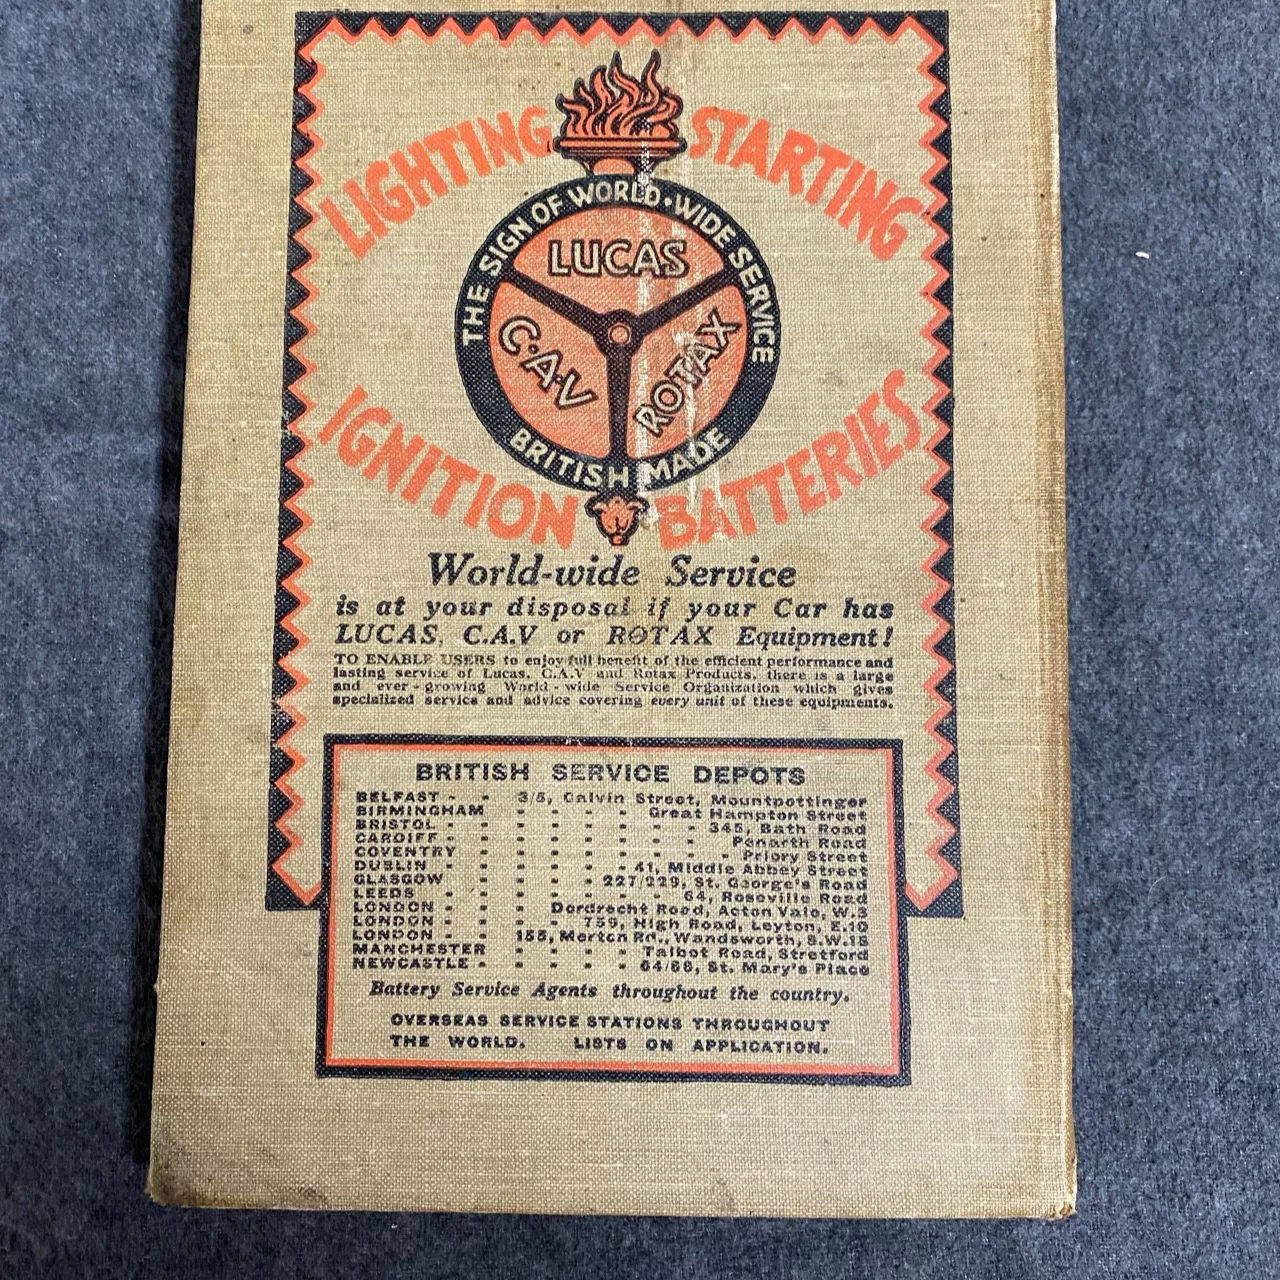 LIGHTING STARTING
THE SIGN OF WORLD·WIDE SERVICE
LUCAS
C·A·V ROTAX
BRITISH MADE
IGNITION BATTERIES
World-wide Service
is at your disposal if your Car has
LUCAS, C.A.V or ROTAX Equipment!
TO ENABLE USERS to enjoy full benefit of the efficient performance and
lasting service of Lucas, C.A.V and Rotax Products, there is a large
and ever-growing World-wide Service Organization which gives
specialized service and advice covering every unit of these equipments.
BRITISH SERVICE DEPOTS
BELFAST - - 3/5, Calvin Street, Mountpottinger
BIRMINGHAM - - - - Great Hampton Street
BRISTOL - - - - - - - 345, Bath Road
CARDIFF - - - - - - - Penarth Road
COVENTRY - - - - - - - - Priory Street
DUBLIN - - - - - - 41, Middle Abbey Street
GLASGOW - - - - 227/229, St. George's Road
LEEDS - - - - - - - 64, Roseville Road
LONDON - - - Dordrecht Road, Acton Vale, W.3
LONDON - - - - 759, High Road, Leyton, E.10
LONDON - - 155, Merton Rd., Wandsworth, S.W.18
MANCHESTER - - - - Talbot Road, Stretford
NEWCASTLE - - - - - 64/68, St. Mary's Place
Battery Service Agents throughout the country.
OVERSEAS SERVICE STATIONS THROUGHOUT
THE WORLD. LISTS ON APPLICATION.